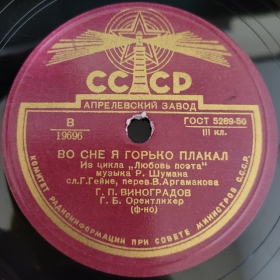 СССР
АПРЕЛЕВСКИЙ ЗАВОД
В
19696
ГОСТ 5289-50
III кл.
ВО СНЕ Я ГОРЬКО ПЛАКАЛ
Из цикла „Любовь поэта"
музыка Р. Шумана
сл. Г. Гейне, перев. В. Аргамакова
Г. П. ВИНОГРАДОВ
Г. Б. Орентлихер
(ф-но)
КОМИТЕТ РАДИОИНФОРМАЦИИ ПРИ СОВЕТЕ МИНИСТРОВ СССР